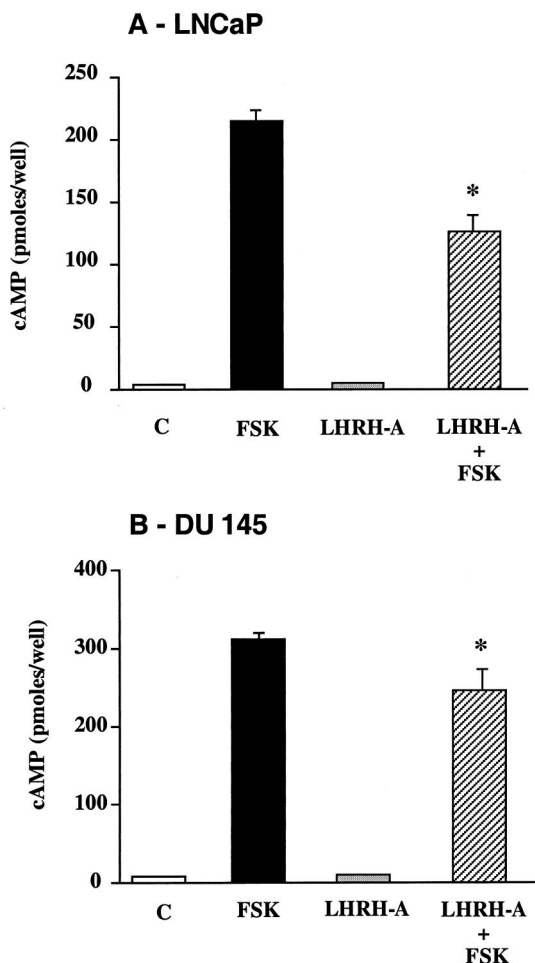 A - LNCaP
250
200
150
100
50
0
cAMP (pmoles/well)
*
C FSK LHRH-A LHRH-A
+
FSK
B - DU 145
400
300
200
100
0
cAMP (pmoles/well)
*
C FSK LHRH-A LHRH-A
+
FSK